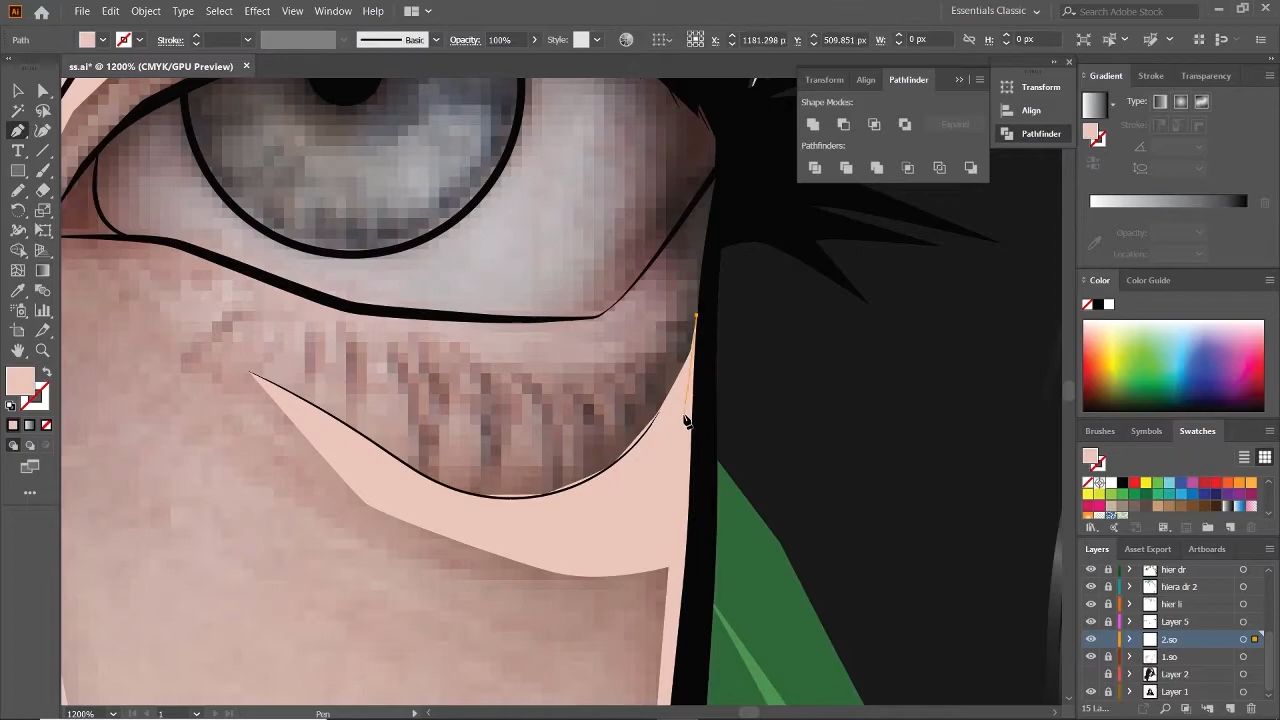 Ai File Edit Object Type Select Effect View Window Help Essentials Classic Search Adobe Stock
Path Stroke: Basic Opacity: 100% Style: X: 1181.298 p Y: 509.851 px W: 0 px H: 0 px
ss.ai* @ 1200% (CMYK/GPU Preview)
Transform Align Pathfinder
Shape Modes:
Expand
Pathfinders:
Transform
Align
Pathfinder
Gradient Stroke Transparency
Type:
Stroke:
Opacity:
Location:
Color Color Guide
Brushes Symbols Swatches
Layers Asset Export Artboards
hier dr
hiera dr 2
hier li
Layer 5
2.so
1.so
Layer 2
Layer 1
15 La...
1200% 1 Pen